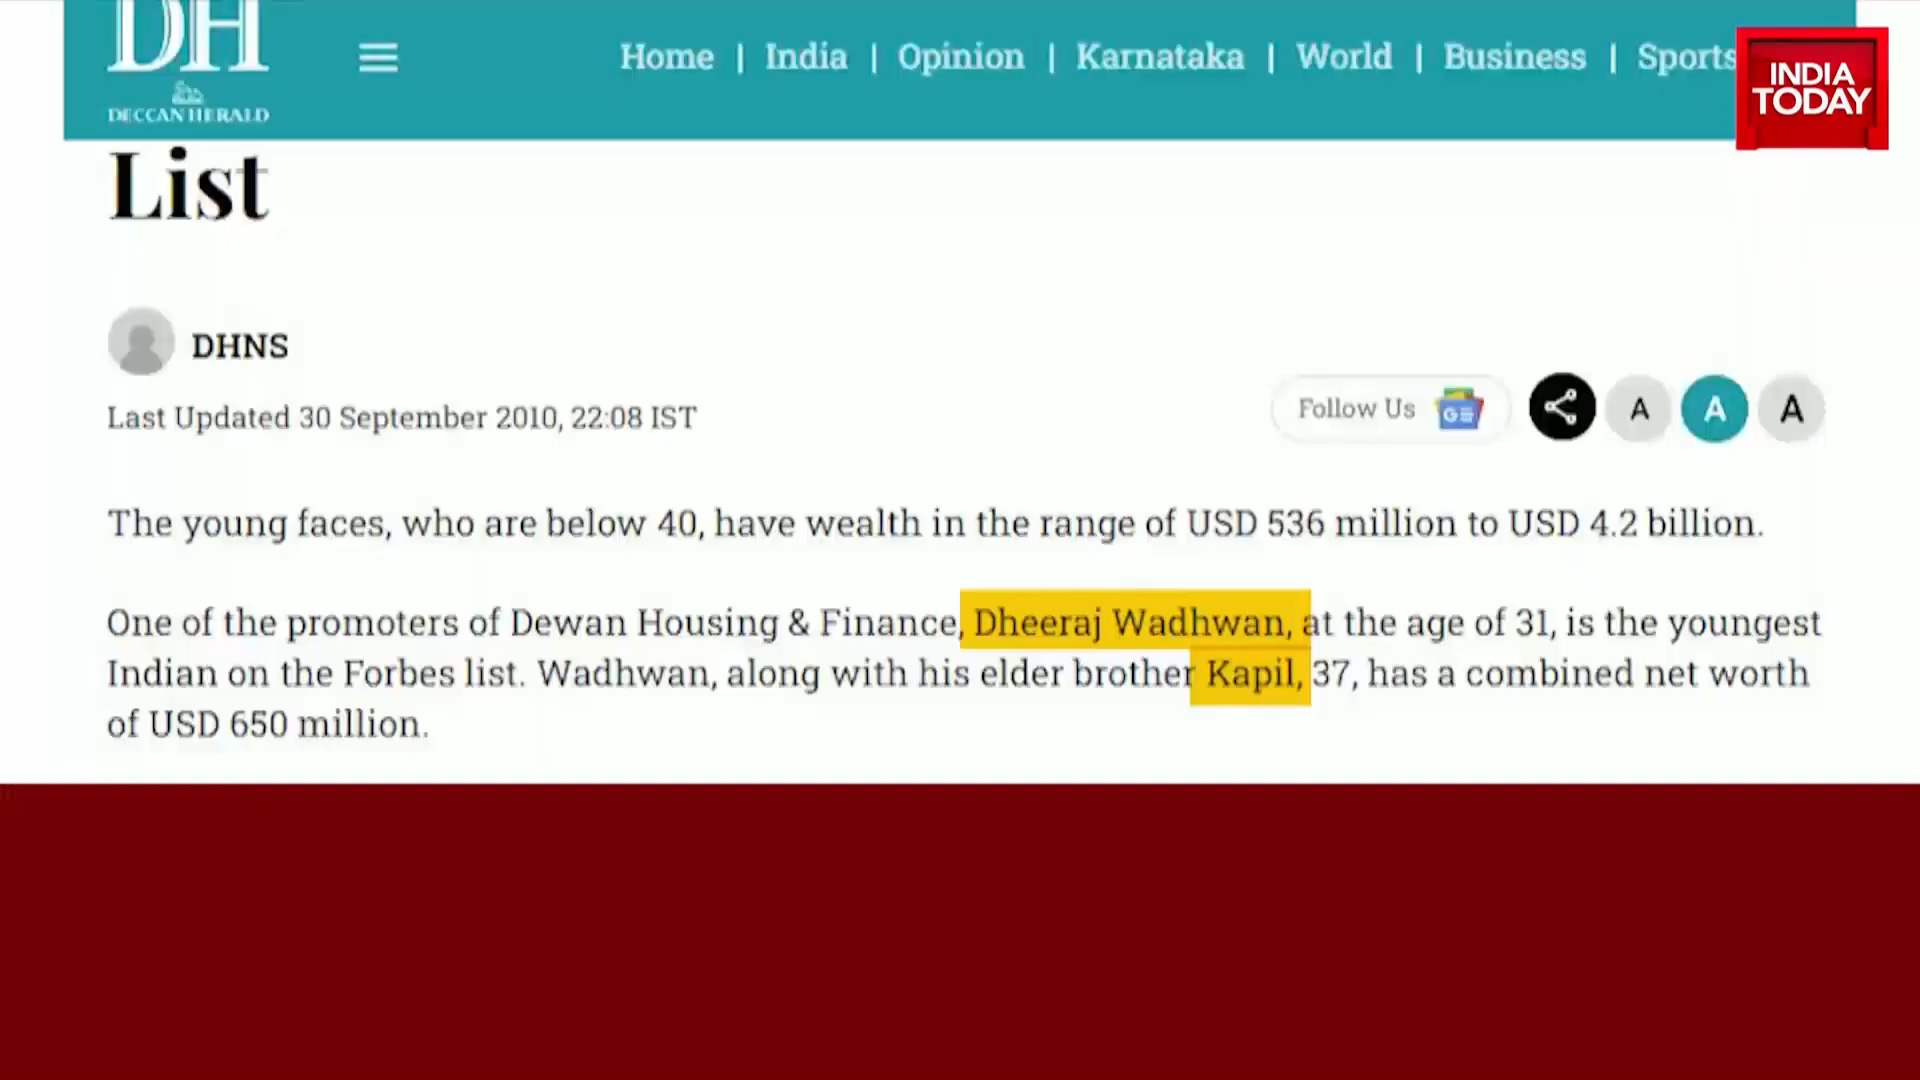 DH
DECCAN HERALD
Home | India | Opinion | Karnataka | World | Business | Sports
INDIA
TODAY
List
DHNS
Last Updated 30 September 2010, 22:08 IST
Follow Us GE A A A
The young faces, who are below 40, have wealth in the range of USD 536 million to USD 4.2 billion.
One of the promoters of Dewan Housing & Finance, Dheeraj Wadhwan, at the age of 31, is the youngest
Indian on the Forbes list. Wadhwan, along with his elder brother Kapil, 37, has a combined net worth
of USD 650 million.